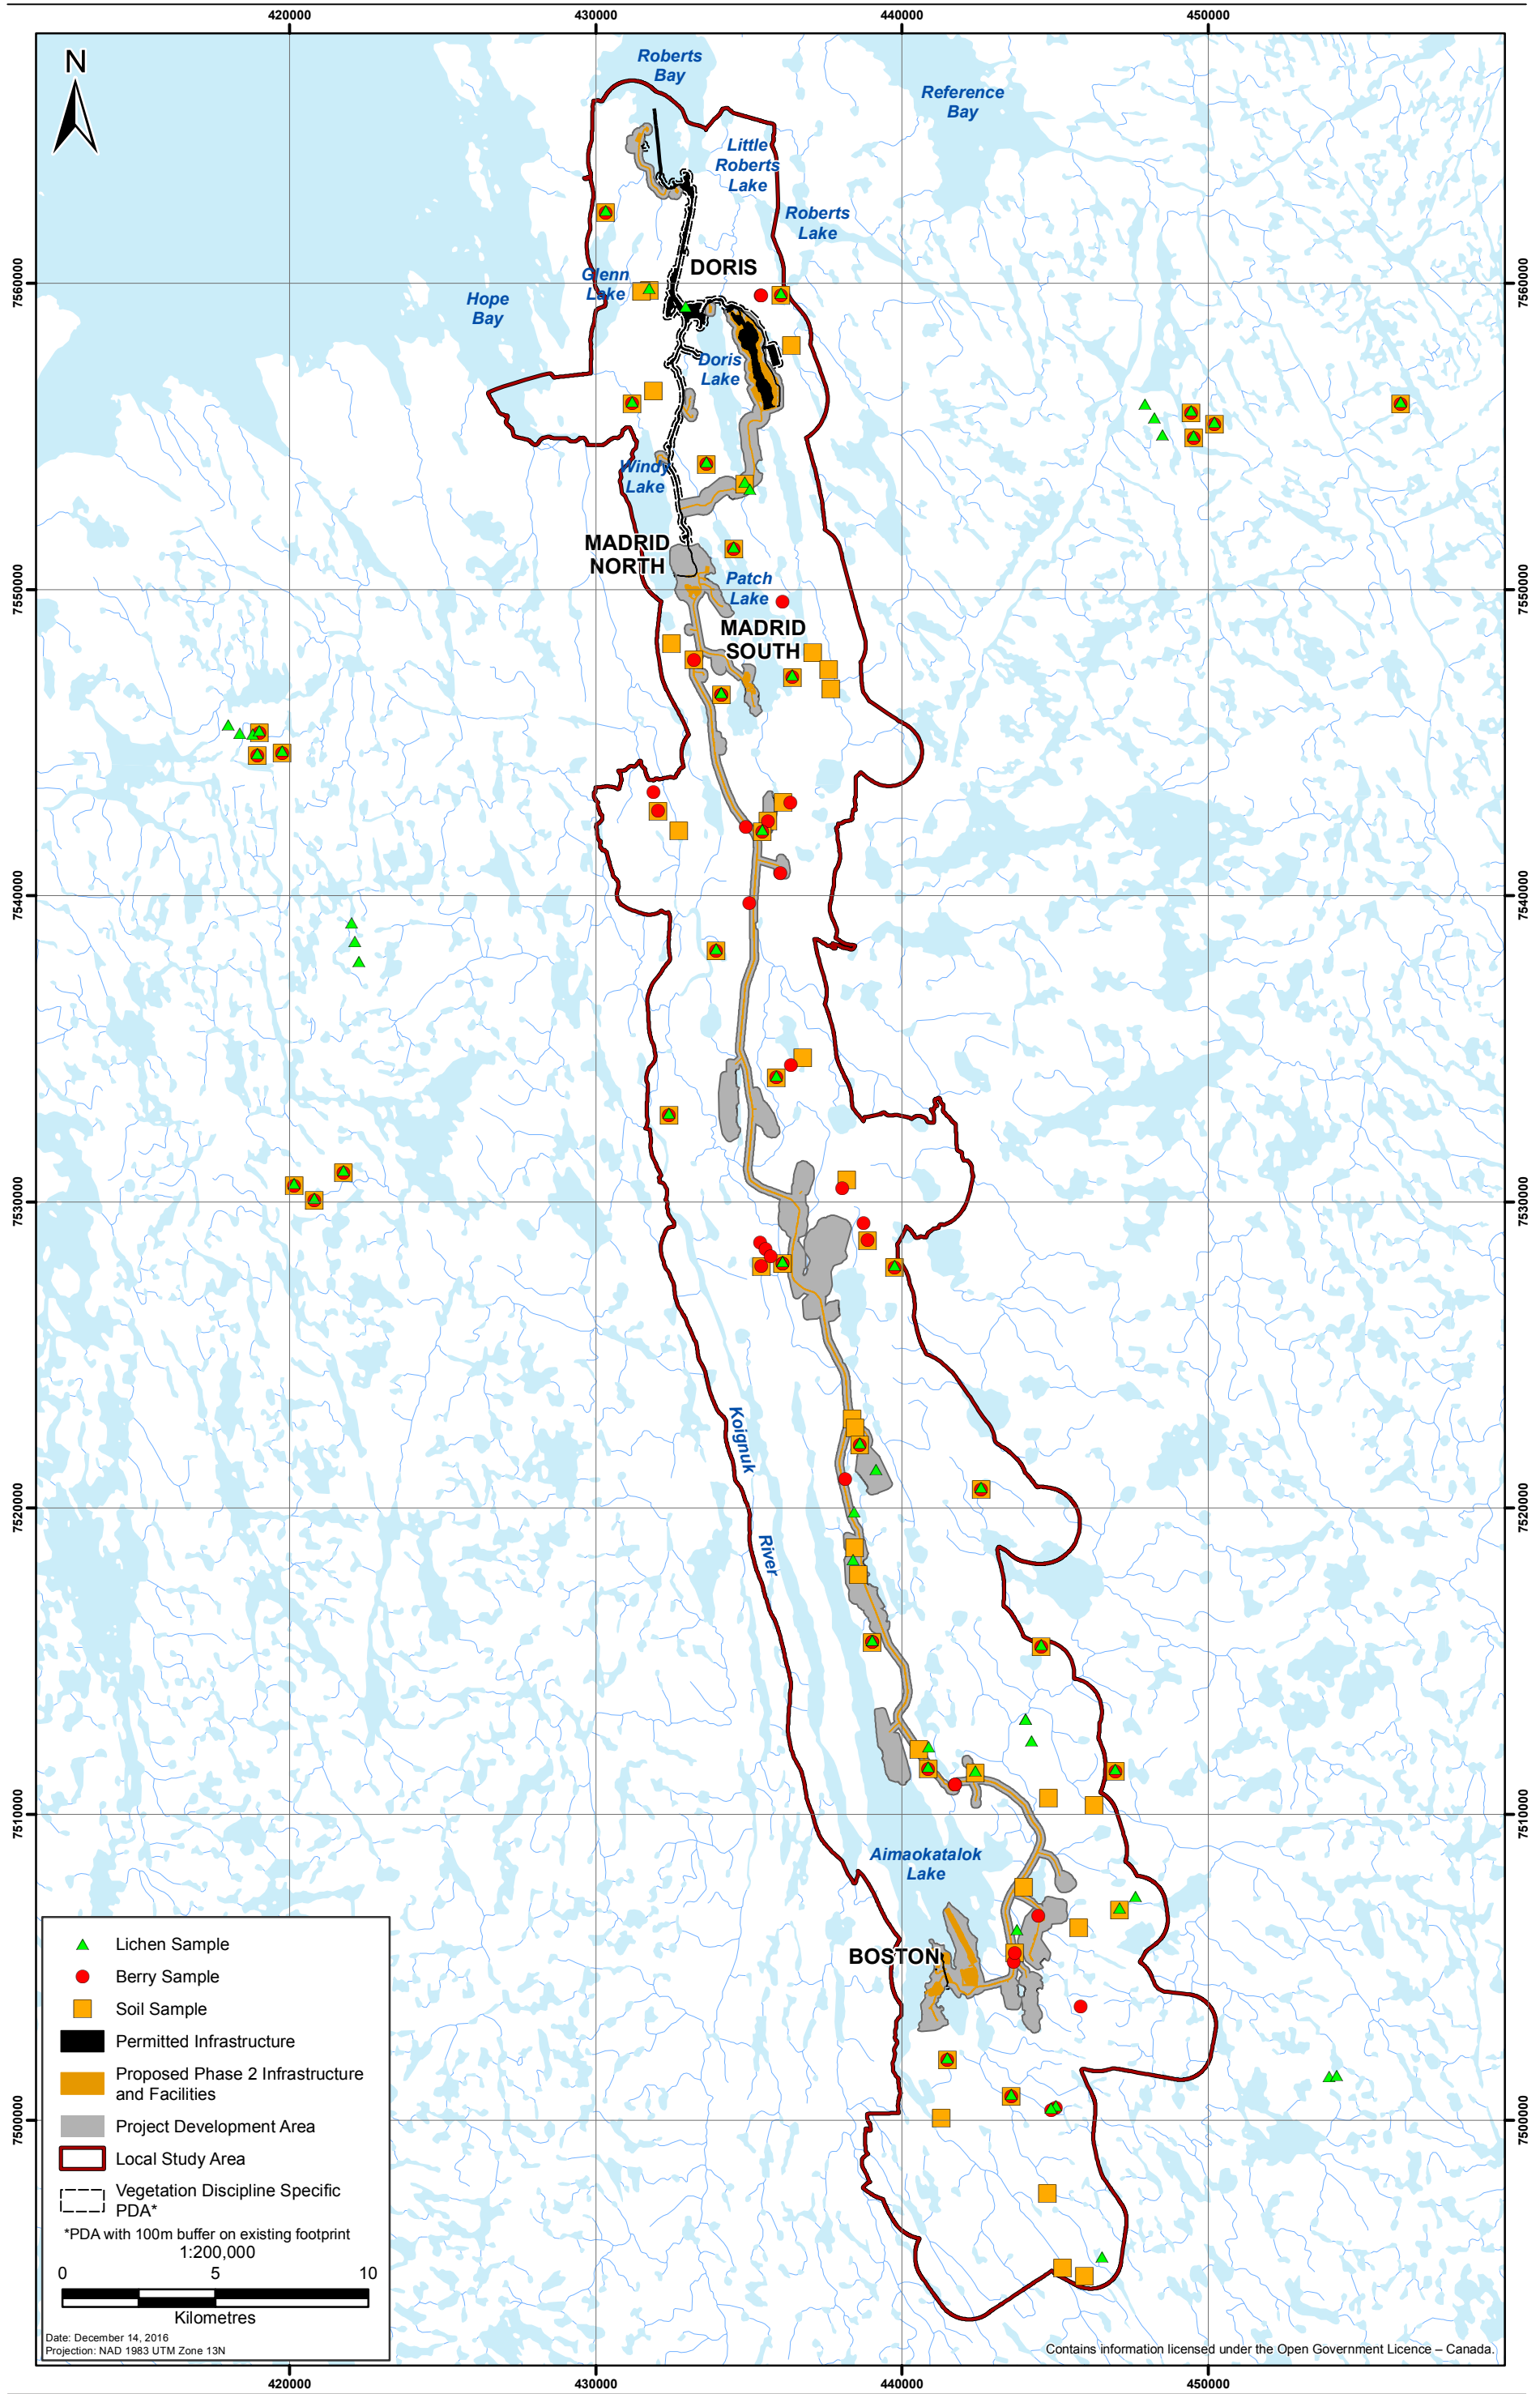 420000
430000
440000
450000
N
Roberts
Bay
Reference
Bay
Little
Roberts
Lake
Roberts
Lake
DORIS
Glenn
Lake
Hope
Bay
7560000
7560000
Doris
Lake
Windy
Lake
MADRID
NORTH
Patch
Lake
7550000
7550000
MADRID
SOUTH
7540000
7540000
7530000
7530000
Koignuk
River
7520000
7520000
7510000
7510000
Aimaokatalok
Lake
BOSTON
7500000
7500000
Lichen Sample
Berry Sample
Soil Sample
Permitted Infrastructure
Proposed Phase 2 Infrastructure
and Facilities
Project Development Area
Local Study Area
Vegetation Discipline Specific
PDA*
*PDA with 100m buffer on existing footprint
1:200,000
0 5 10
Kilometres
Date: December 14, 2016
Projection: NAD 1983 UTM Zone 13N
Contains information licensed under the Open Government Licence – Canada.
420000
430000
440000
450000